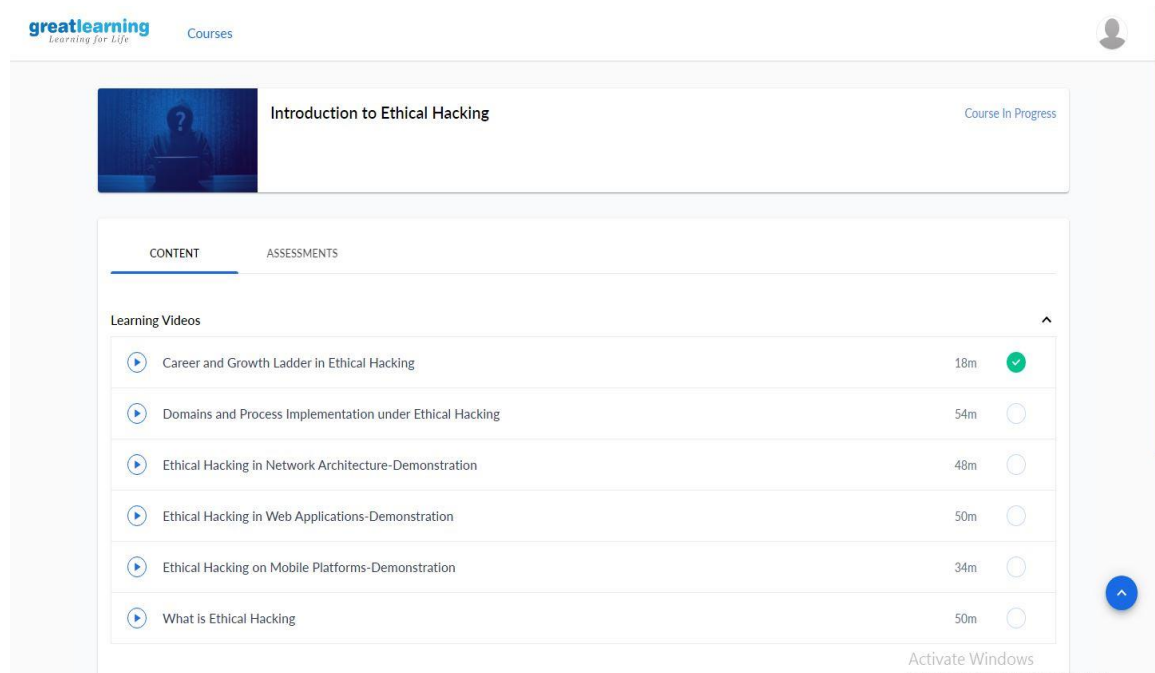 greatlearning
Learning for Life
Courses
?
Introduction to Ethical Hacking
Course In Progress
CONTENT
ASSESSMENTS
Learning Videos
Career and Growth Ladder in Ethical Hacking 18m
Domains and Process Implementation under Ethical Hacking 54m
Ethical Hacking in Network Architecture-Demonstration 48m
Ethical Hacking in Web Applications-Demonstration 50m
Ethical Hacking on Mobile Platforms-Demonstration 34m
What is Ethical Hacking 50m
Activate Windows